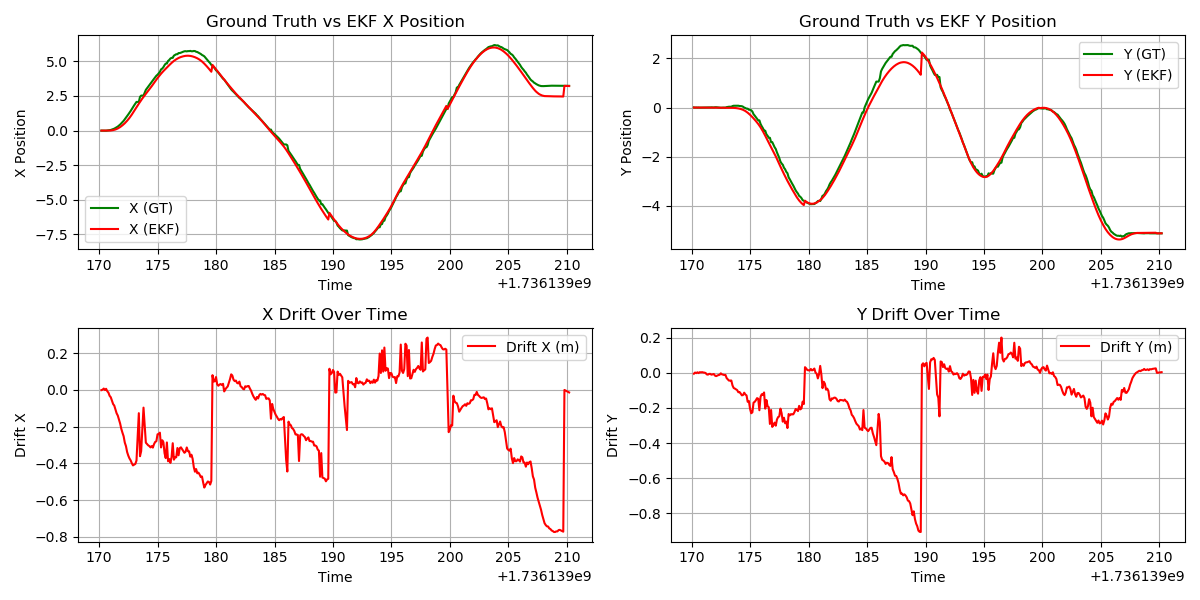 Ground Truth vs EKF X Position
X Position
5.0
2.5
0.0
−2.5
−5.0
−7.5
X (GT)
X (EKF)
170 175 180 185 190 195 200 205 210
Time
+1.736139e9
Ground Truth vs EKF Y Position
Y Position
2
0
−2
−4
Y (GT)
Y (EKF)
170 175 180 185 190 195 200 205 210
Time
+1.736139e9
X Drift Over Time
Drift X
0.2
0.0
−0.2
−0.4
−0.6
−0.8
Drift X (m)
170 175 180 185 190 195 200 205 210
Time
+1.736139e9
Y Drift Over Time
Drift Y
0.2
0.0
−0.2
−0.4
−0.6
−0.8
Drift Y (m)
170 175 180 185 190 195 200 205 210
Time
+1.736139e9